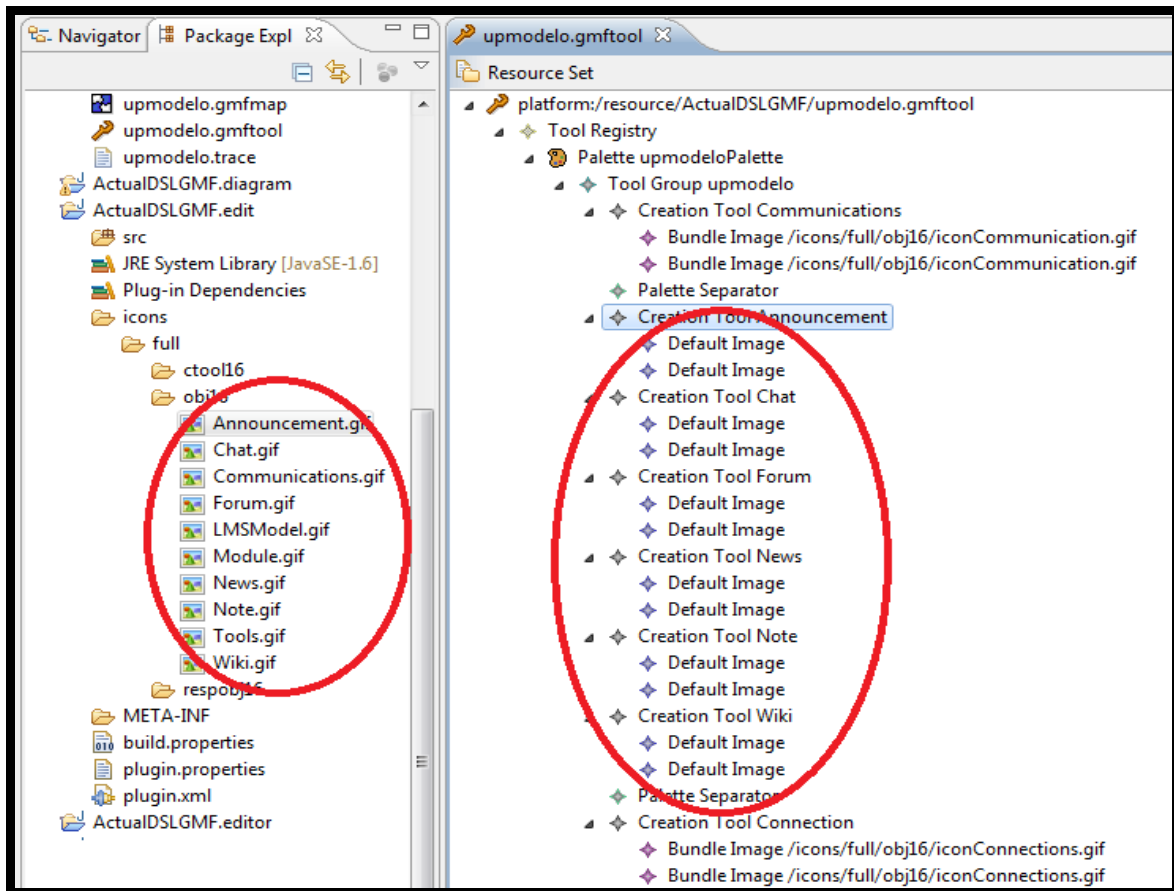 Navigator
Package Expl
upmodelo.gmfmap
upmodelo.gmftool
upmodelo.trace
ActualDSLGMF.diagram
ActualDSLGMF.edit
src
JRE System Library [JavaSE-1.6]
Plug-in Dependencies
icons
full
ctool16
obj16
Announcement.gif
Chat.gif
Communications.gif
Forum.gif
LMSModel.gif
Module.gif
News.gif
Note.gif
Tools.gif
Wiki.gif
respobj16
META-INF
build.properties
plugin.properties
plugin.xml
ActualDSLGMF.editor
upmodelo.gmftool
Resource Set
platform:/resource/ActualDSLGMF/upmodelo.gmftool
Tool Registry
Palette upmodeloPalette
Tool Group upmodelo
Creation Tool Communications
Bundle Image /icons/full/obj16/iconCommunication.gif
Bundle Image /icons/full/obj16/iconCommunication.gif
Palette Separator
Creation Tool Announcement
Default Image
Default Image
Creation Tool Chat
Default Image
Default Image
Creation Tool Forum
Default Image
Default Image
Creation Tool News
Default Image
Default Image
Creation Tool Note
Default Image
Default Image
Creation Tool Wiki
Default Image
Default Image
Palette Separator
Creation Tool Connection
Bundle Image /icons/full/obj16/iconConnections.gif
Bundle Image /icons/full/obj16/iconConnections.gif